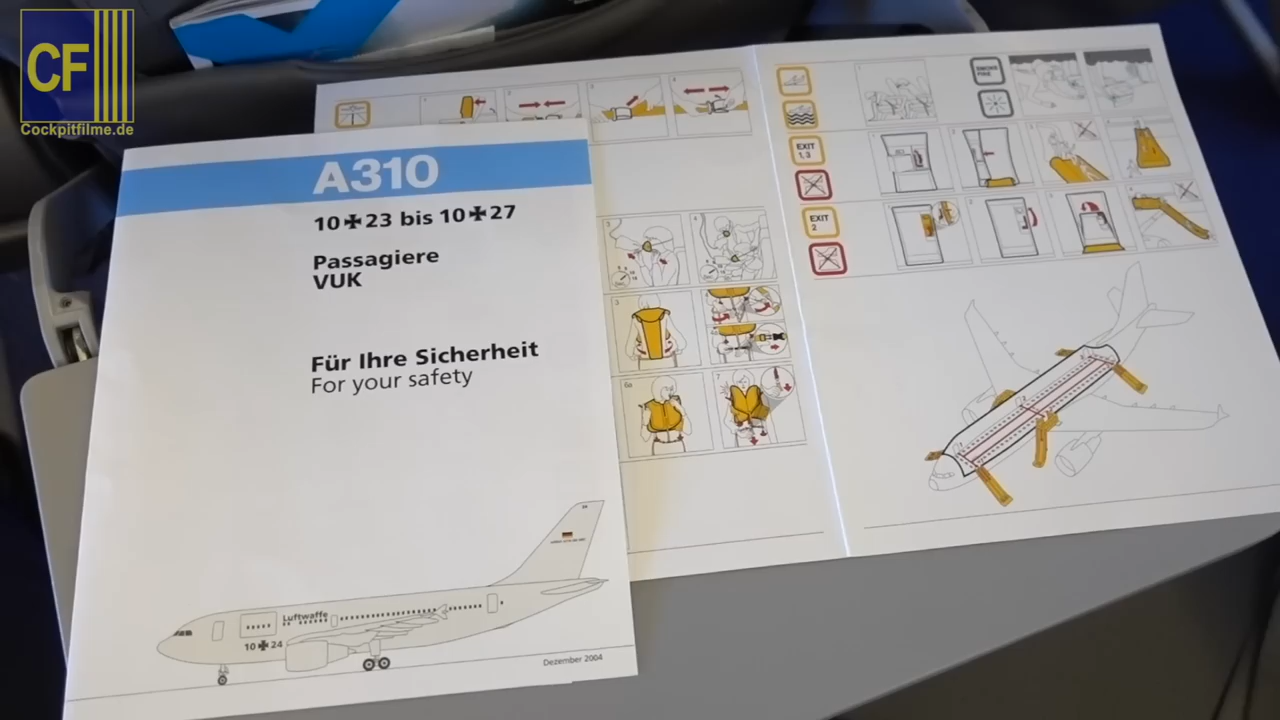 CF
Cockpitfilme.de
A310
10✠23 bis 10✠27
Passagiere
VUK
Für Ihre Sicherheit
For your safety
Luftwaffe
10✠24
Dezember 2004
SMOKE
FIRE
EXIT
1, 3
EXIT
2